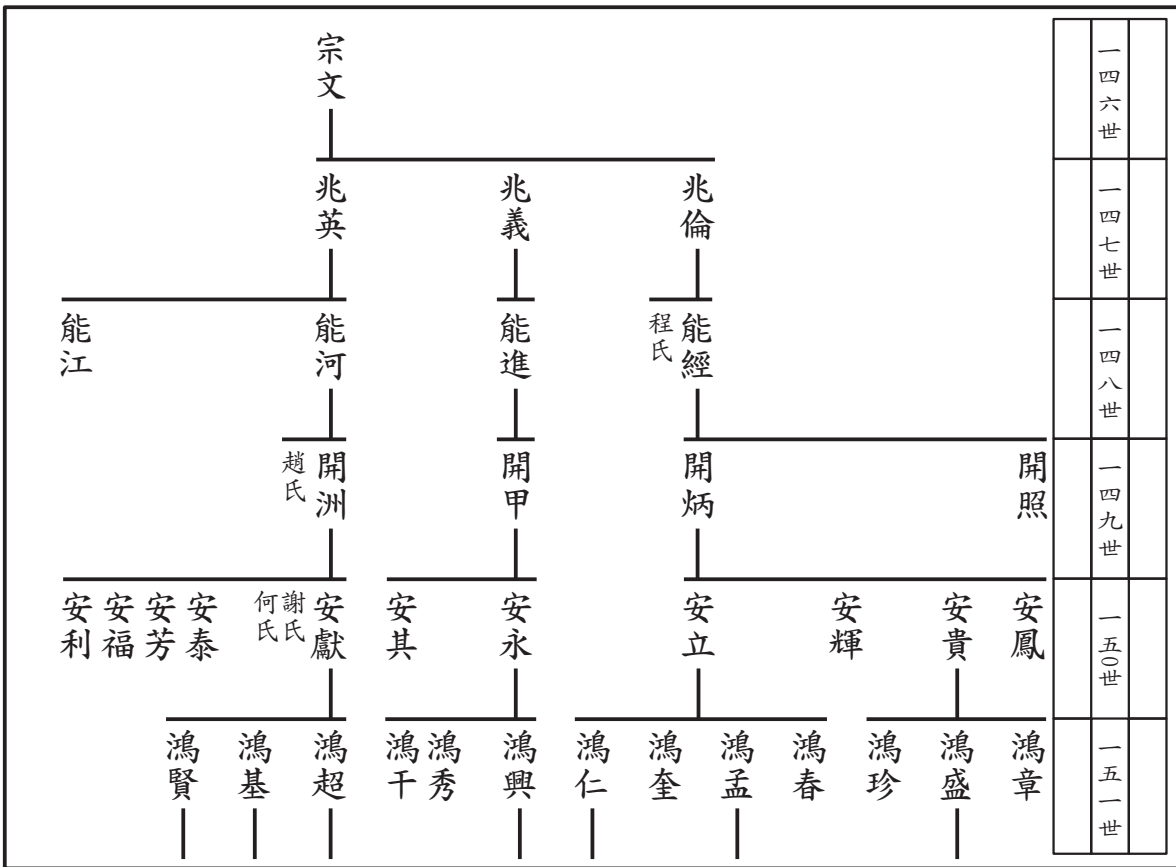 一四六世
宗文
一四七世
兆倫
兆義
兆英
一四八世
能經
程氏
能進
能河
能江
一四九世
開照
開炳
開甲
開洲
趙氏
一五〇世
安鳳
安貴
安輝
安立
安永
安其
安獻
謝氏
何氏
安泰
安芳
安福
安利
一五一世
鴻章
鴻盛
鴻珍
鴻春
鴻孟
鴻奎
鴻仁
鴻興
鴻秀
鴻干
鴻超
鴻基
鴻賢